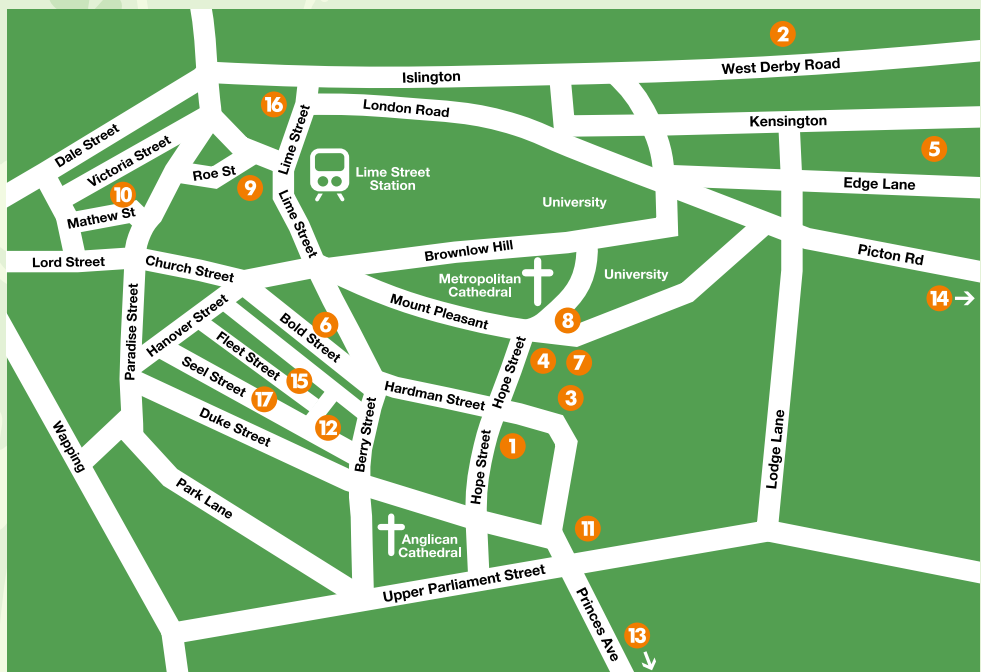 2
Islington
West Derby Road
16
London Road
Kensington
Dale Street
Victoria Street
Lime Street
5
Roe St
9
Lime Street
Station
10
Edge Lane
Mathew St
Lime Street
University
Lord Street
Church Street
Brownlow Hill
Picton Rd
Metropolitan
Cathedral
University
14
Paradise Street
Hanover Street
Mount Pleasant
8
6
Bold Street
Fleet Street
4
7
Hope Street
Seel Street
15
17
Hardman Street
3
Duke Street
12
Berry Street
Wapping
1
Hope Street
Lodge Lane
Park Lane
Anglican
Cathedral
11
Upper Parliament Street
Princes Ave
13